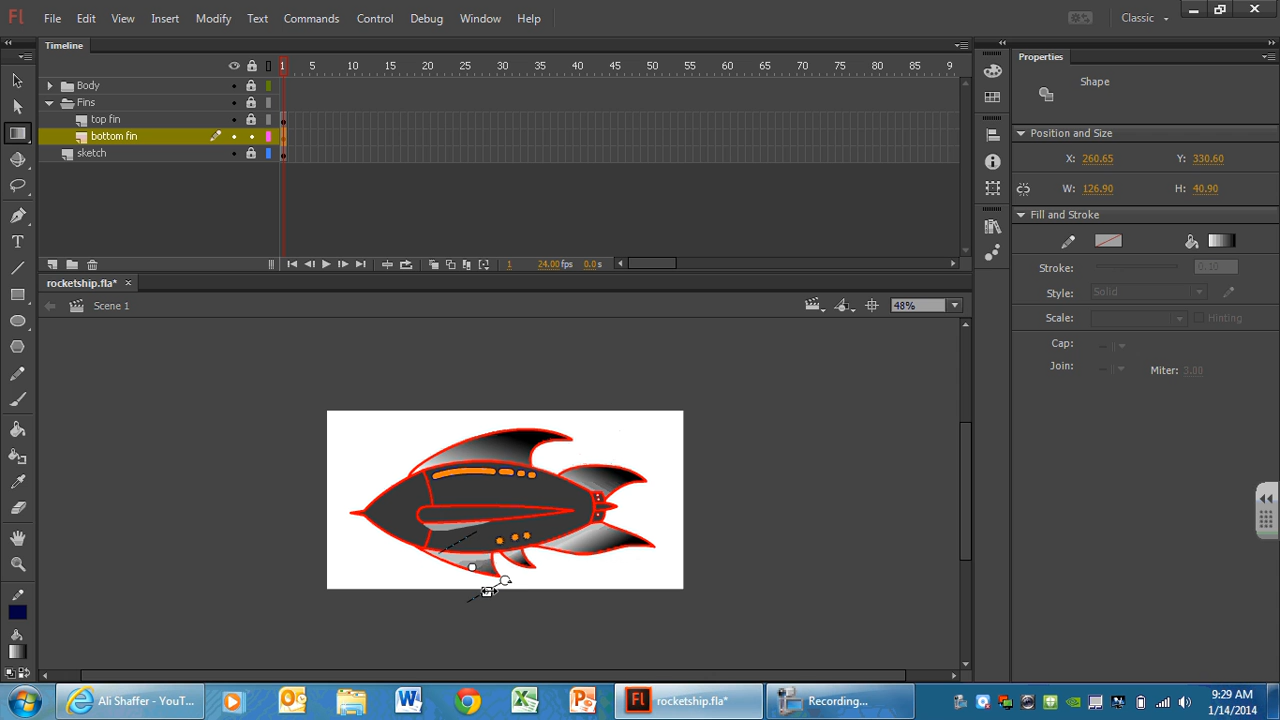 Fl File Edit View Insert Modify Text Commands Control Debug Window Help Classic
Timeline
Properties
1 10 15 20 25 30 35 40 45 50 55 60 65 70 75 80 85 9
Body
Shape
Fins
top fin
bottom fin
Position and Size
sketch
X: 260.65 Y: 330.60
W: 126.90 H: 40.90
Fill and Stroke
1 24.00 fps 0.0 s
Stroke: 0.10
rocketship.fla*
Style: Solid
Scene 1 48%
Scale: Hinting
Cap:
Join: Miter: 3.00
Ali Shaffer - YouT... rocketship.fla* Recording...
9:29 AM
1/14/2014